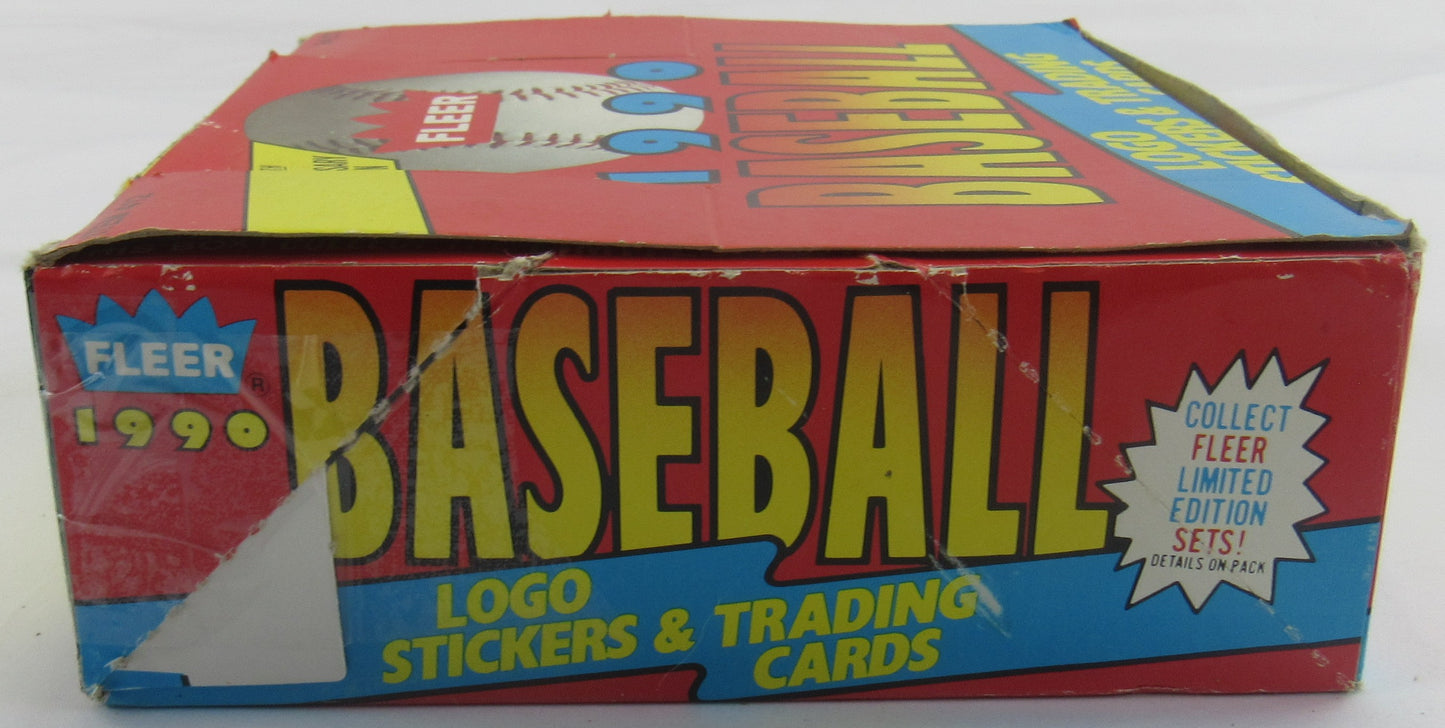 FLEER
1990
BASEBALL
LOGO
STICKERS & TRADING
CARDS
FLEER
®
1990
BASEBALL
LOGO
STICKERS & TRADING
CARDS
COLLECT
FLEER
LIMITED
EDITION
SETS!
DETAILS ON PACK